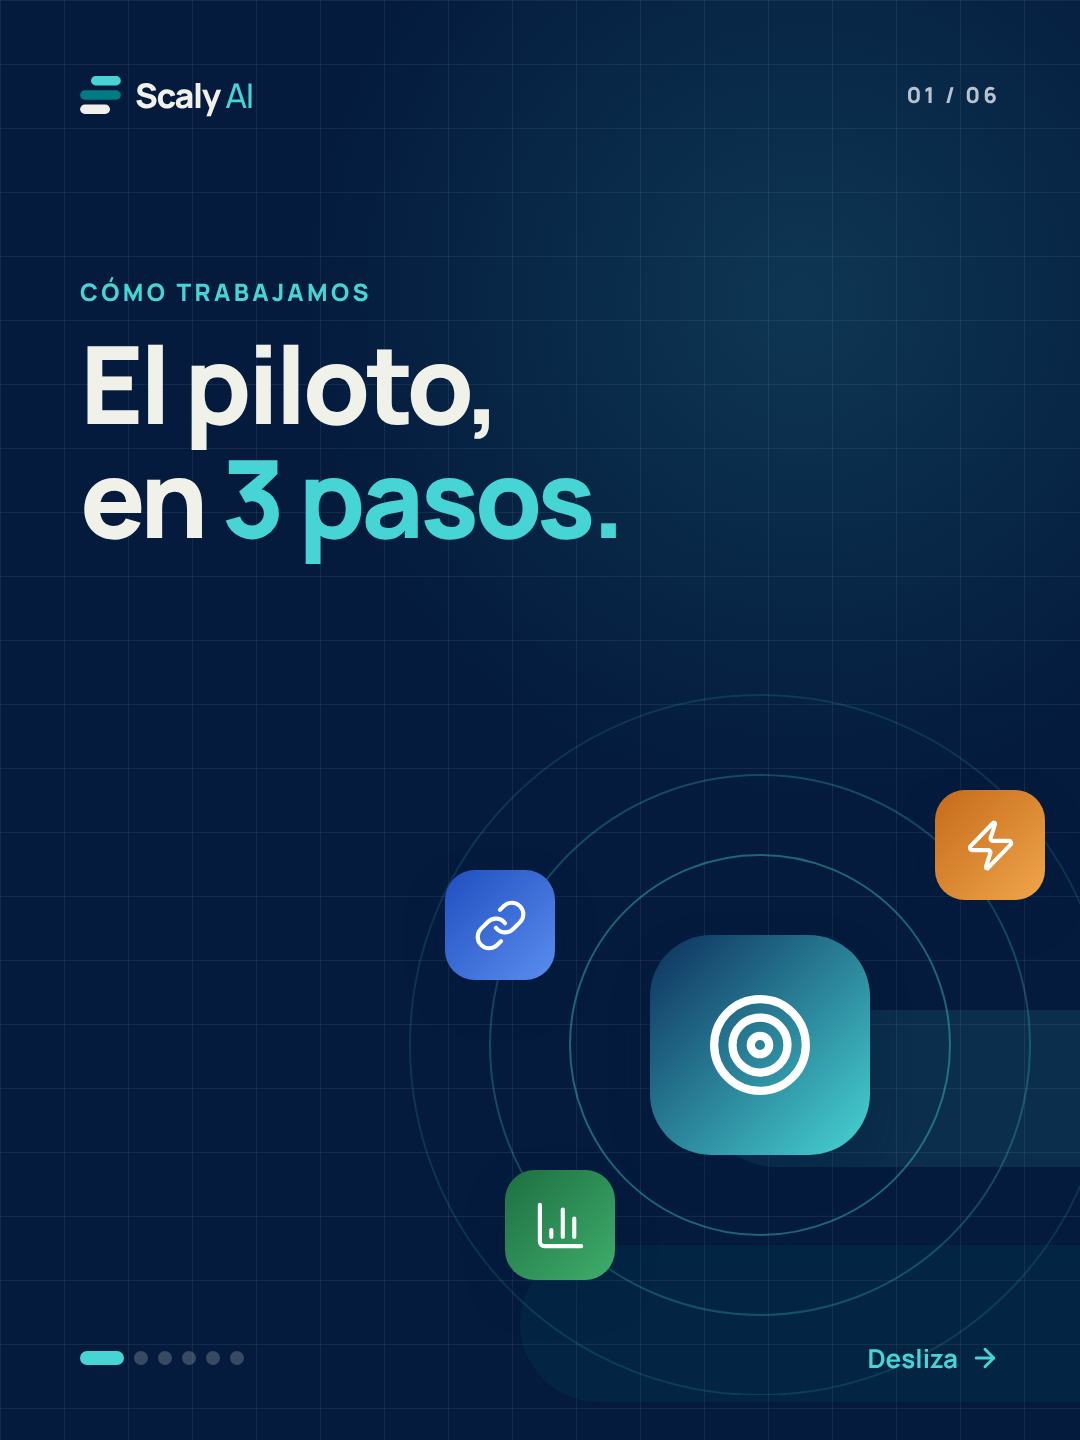 Scaly AI
01 / 06
CÓMO TRABAJAMOS
El piloto,
en 3 pasos.
Desliza →